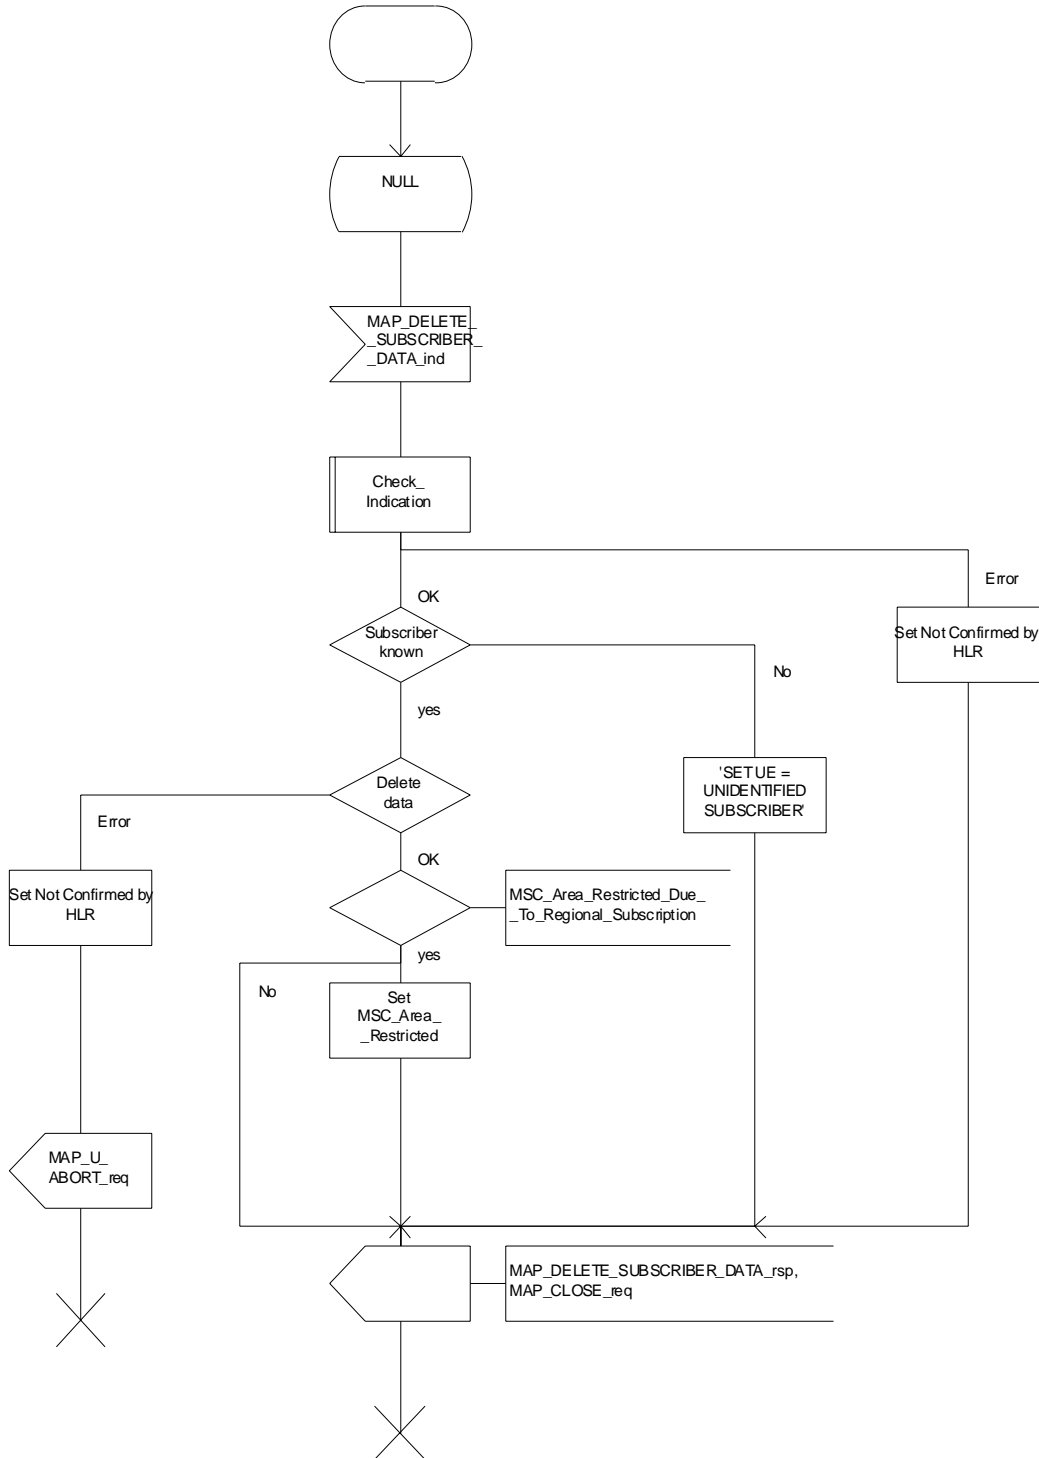 NULL
MAP_DELETE_
_SUBSCRIBER_
_DATA_ind
Check_
Indication
Error
OK
Subscriber
known
Set Not Confirmed by
HLR
No
yes
Delete
data
'SET UE =
UNIDENTIFIED
SUBSCRIBER'
Error
OK
Set Not Confirmed by
HLR
MSC_Area_Restricted_Due_
_To_Regional_Subscription
yes
No
Set
MSC_Area_
_Restricted
MAP_U_
ABORT_req
MAP_DELETE_SUBSCRIBER_DATA_rsp,
MAP_CLOSE_req